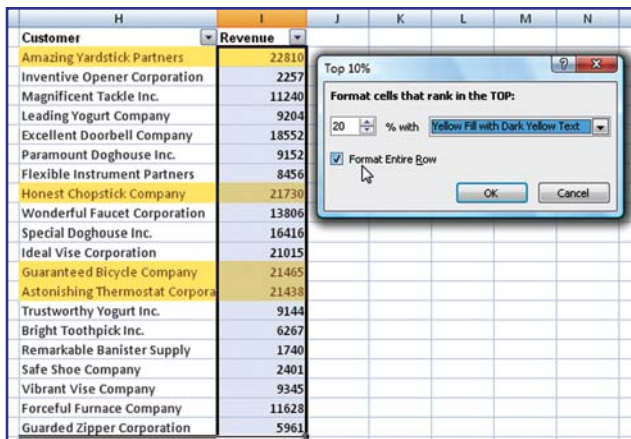 H I J K L M N
Customer Revenue
Amazing Yardstick Partners 22810
Inventive Opener Corporation 2257
Magnificent Tackle Inc. 11240
Leading Yogurt Company 9204
Excellent Doorbell Company 18552
Paramount Doghouse Inc. 9152
Flexible Instrument Partners 8456
Honest Chopstick Company 21730
Wonderful Faucet Corporation 13806
Special Doghouse Inc. 16416
Ideal Vise Corporation 21015
Guaranteed Bicycle Company 21465
Astonishing Thermostat Corpora 21438
Trustworthy Yogurt Inc. 9144
Bright Toothpick Inc. 6267
Remarkable Banister Supply 1740
Safe Shoe Company 2401
Vibrant Vise Company 9345
Forceful Furnace Company 11628
Guarded Zipper Corporation 5961
Top 10% ? X
Format cells that rank in the TOP:
20 % with Yellow Fill with Dark Yellow Text
Format Entire Row
OK Cancel